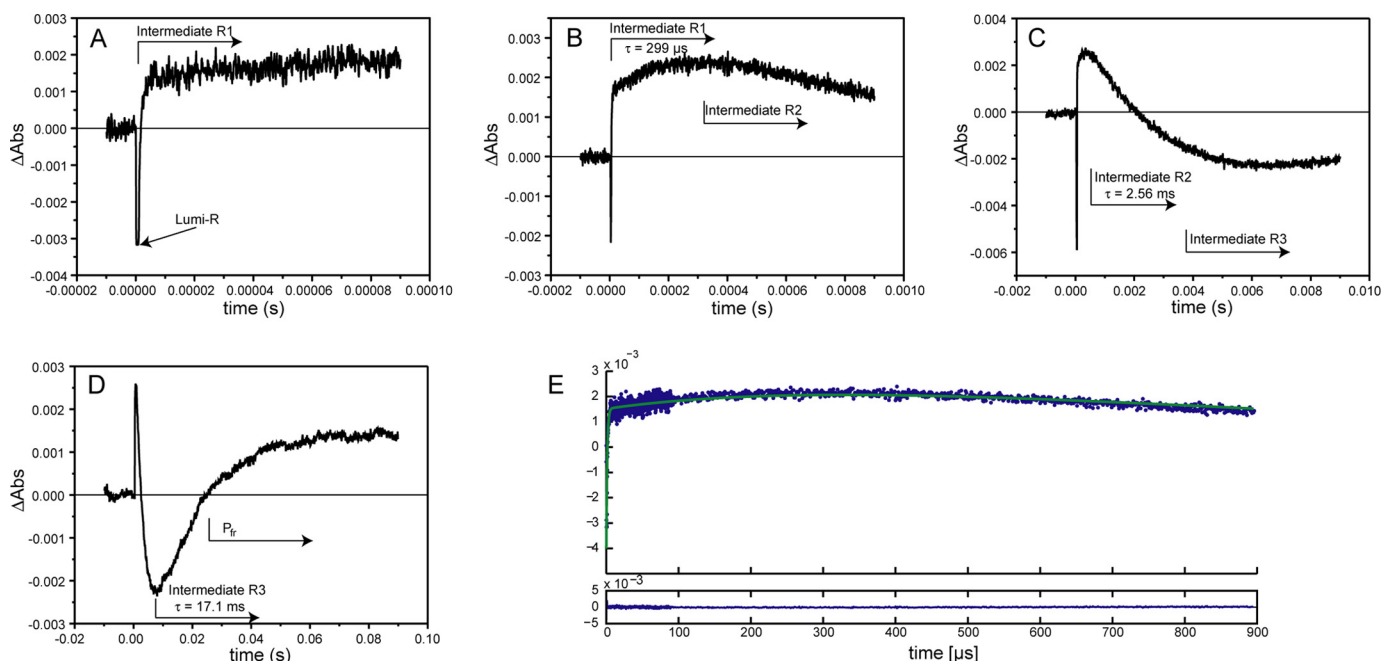 A
Intermediate R1
Lumi-R
ΔAbs
0.003
0.002
0.001
0.000
-0.001
-0.002
-0.003
-0.004
-0.00002 0.00000 0.00002 0.00004 0.00006 0.00008 0.00010
time (s)
B
Intermediate R1
τ = 299 µs
Intermediate R2
ΔAbs
0.003
0.002
0.001
0.000
-0.001
-0.002
0.003
-0.0002 0.0000 0.0002 0.0004 0.0006 0.0008 0.0010
time (s)
C
Intermediate R2
τ = 2.56 ms
Intermediate R3
ΔAbs
0.004
0.002
0.000
-0.002
-0.004
-0.006
-0.002 0.000 0.002 0.004 0.006 0.008 0.010
time (s)
D
Pfr
Intermediate R3
τ = 17.1 ms
ΔAbs
0.003
0.002
0.001
0.000
-0.001
-0.002
-0.003
-0.02 0.00 0.02 0.04 0.06 0.08 0.10
time (s)
E
x 10⁻³
3
2
1
0
-1
-2
-3
-4
x 10⁻³
5
0
-5
0 100 200 300 400 500 600 700 800 900
time [µs]